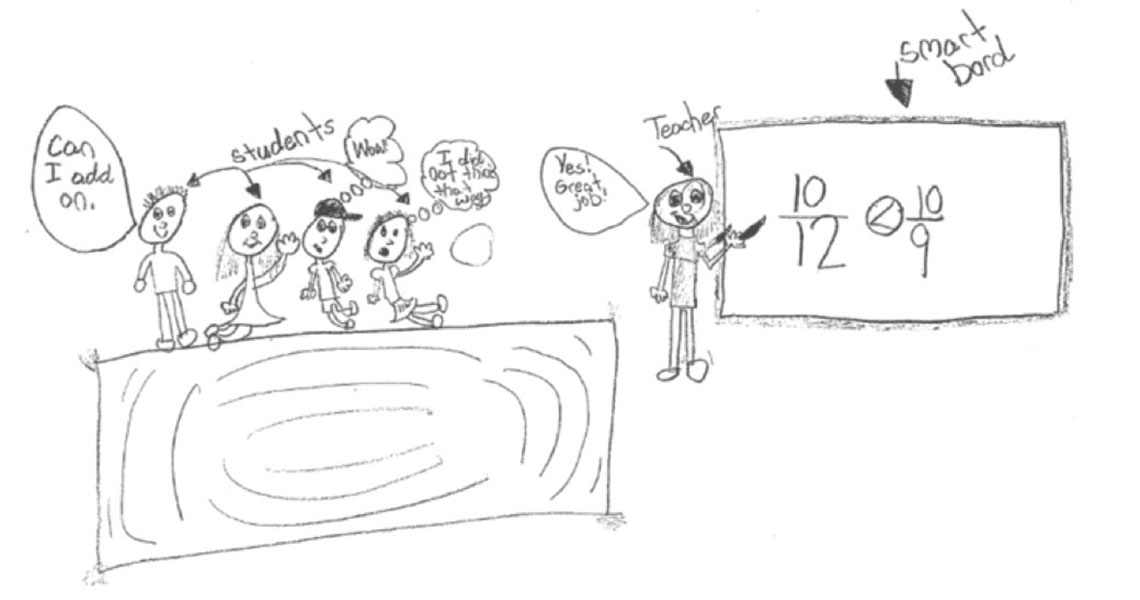 smart
bord
students
Teacher
Can
I add
on.
Wow!
I did
not think
that
way
Yes!
Great
job!
10
12
<
10
9